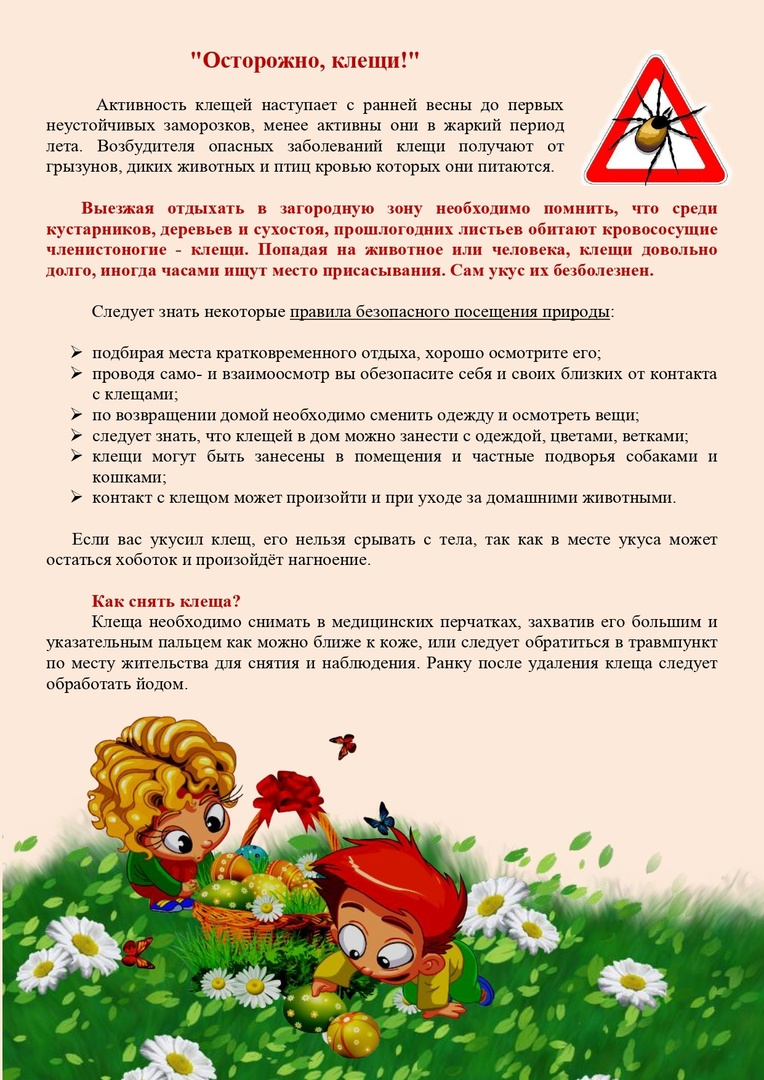 "Осторожно, клещи!"
Активность клещей наступает с ранней весны до первых
неустойчивых заморозков, менее активны они в жаркий период
лета. Возбудителя опасных заболеваний клещи получают от
грызунов, диких животных и птиц кровью которых они питаются.
Выезжая отдыхать в загородную зону необходимо помнить, что среди
кустарников, деревьев и сухостоя, прошлогодних листьев обитают кровососущие
членистоногие - клещи. Попадая на животное или человека, клещи довольно
долго, иногда часами ищут место присасывания. Сам укус их безболезнен.
Следует знать некоторые правила безопасного посещения природы:
➢ подбирая места кратковременного отдыха, хорошо осмотрите его;
➢ проводя само- и взаимоосмотр вы обезопасите себя и своих близких от контакта
с клещами;
➢ по возвращении домой необходимо сменить одежду и осмотреть вещи;
➢ следует знать, что клещей в дом можно занести с одеждой, цветами, ветками;
➢ клещи могут быть занесены в помещения и частные подворья собаками и
кошками;
➢ контакт с клещом может произойти и при уходе за домашними животными.
Если вас укусил клещ, его нельзя срывать с тела, так как в месте укуса может
остаться хоботок и произойдёт нагноение.
Как снять клеща?
Клеща необходимо снимать в медицинских перчатках, захватив его большим и
указательным пальцем как можно ближе к коже, или следует обратиться в травмпункт
по месту жительства для снятия и наблюдения. Ранку после удаления клеща следует
обработать йодом.